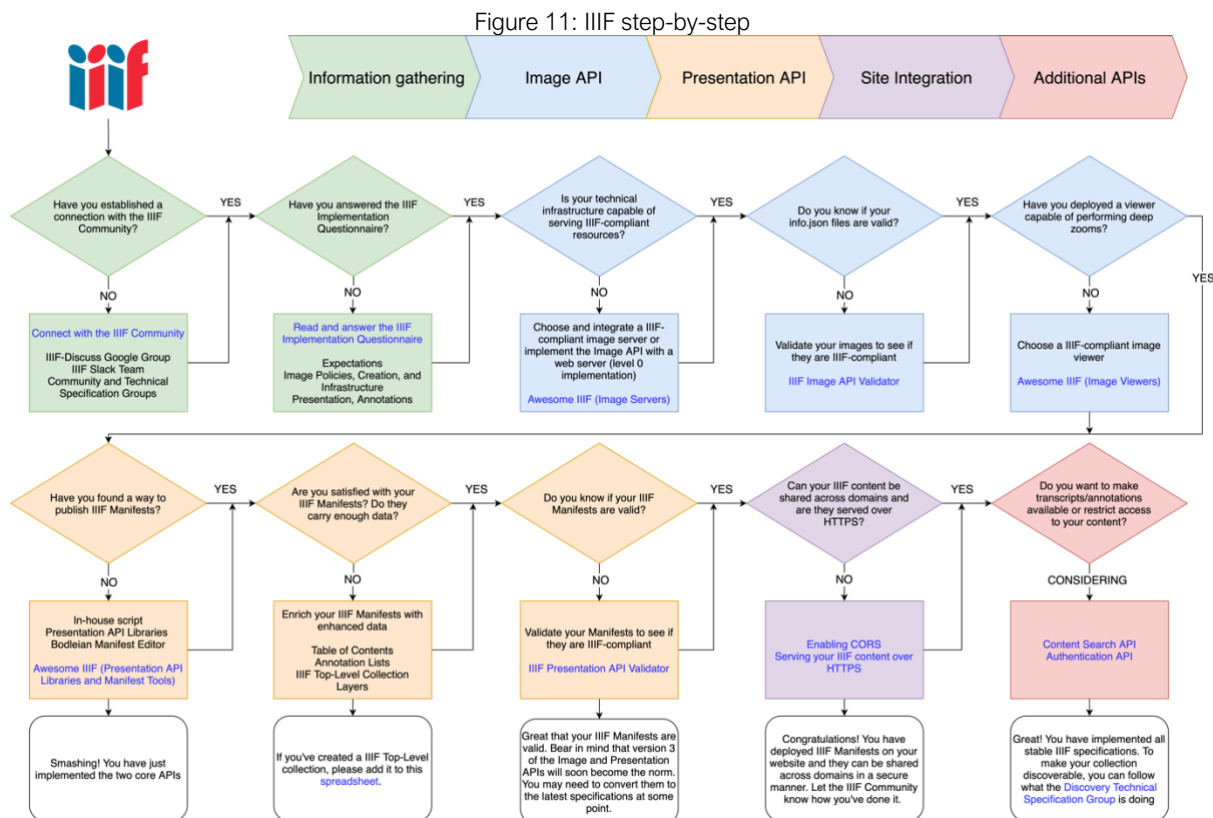 Figure 11: IIIF step-by-step
iiif
Information gathering
Image API
Presentation API
Site Integration
Additional APIs
Have you established a
connection with the IIIF
Community?
YES
NO
Connect with the IIIF Community
IIIF-Discuss Google Group
IIIF Slack Team
Community and Technical
Specification Groups
Have you answered the IIIF
Implementation
Questionnaire?
YES
NO
Read and answer the IIIF
Implementation Questionnaire
Expectations
Image Policies, Creation, and
Infrastructure
Presentation, Annotations
Is your technical
infrastructure capable of
serving IIIF-compliant
resources?
YES
NO
Choose and integrate a IIIF-
compliant image server or
implement the Image API with a
web server (level 0
implementation)
Awesome IIIF (Image Servers)
Do you know if your
info.json files are valid?
YES
NO
Validate your images to see if
they are IIIF-compliant
IIIF Image API Validator
Have you deployed a viewer
capable of performing deep
zooms?
YES
NO
Choose a IIIF-compliant image
viewer
Awesome IIIF (Image Viewers)
Have you found a way to
publish IIIF Manifests?
YES
NO
In-house script
Presentation API Libraries
Bodleian Manifest Editor
Awesome IIIF (Presentation API
Libraries and Manifest Tools)
Smashing! You have just
implemented the two core APIs
Are you satisfied with your
IIIF Manifests? Do they
carry enough data?
YES
NO
Enrich your IIIF Manifests with
enhanced data
Table of Contents
Annotation Lists
IIIF Top-Level Collection
Layers
If you've created a IIIF Top-Level
collection, please add it to this
spreadsheet.
Do you know if your IIIF
Manifests are valid?
YES
NO
Validate your Manifests to see if
they are IIIF-compliant
IIIF Presentation API Validator
Great that your IIIF Manifests are
valid. Bear in mind that version 3
of the Image and Presentation
APIs will soon become the norm.
You may need to convert them to
the latest specifications at some
point.
Can your IIIF content be
shared across domains and
are they served over
HTTPS?
YES
NO
Enabling CORS
Serving your IIIF content over
HTTPS
Congratulations! You have
deployed IIIF Manifests on your
website and they can be shared
across domains in a secure
manner. Let the IIIF Community
know how you've done it.
Do you want to make
transcripts/annotations
available or restrict access
to your content?
CONSIDERING
Content Search API
Authentication API
Great! You have implemented all
stable IIIF specifications. To
make your collection
discoverable, you can follow
what the Discovery Technical
Specification Group is doing